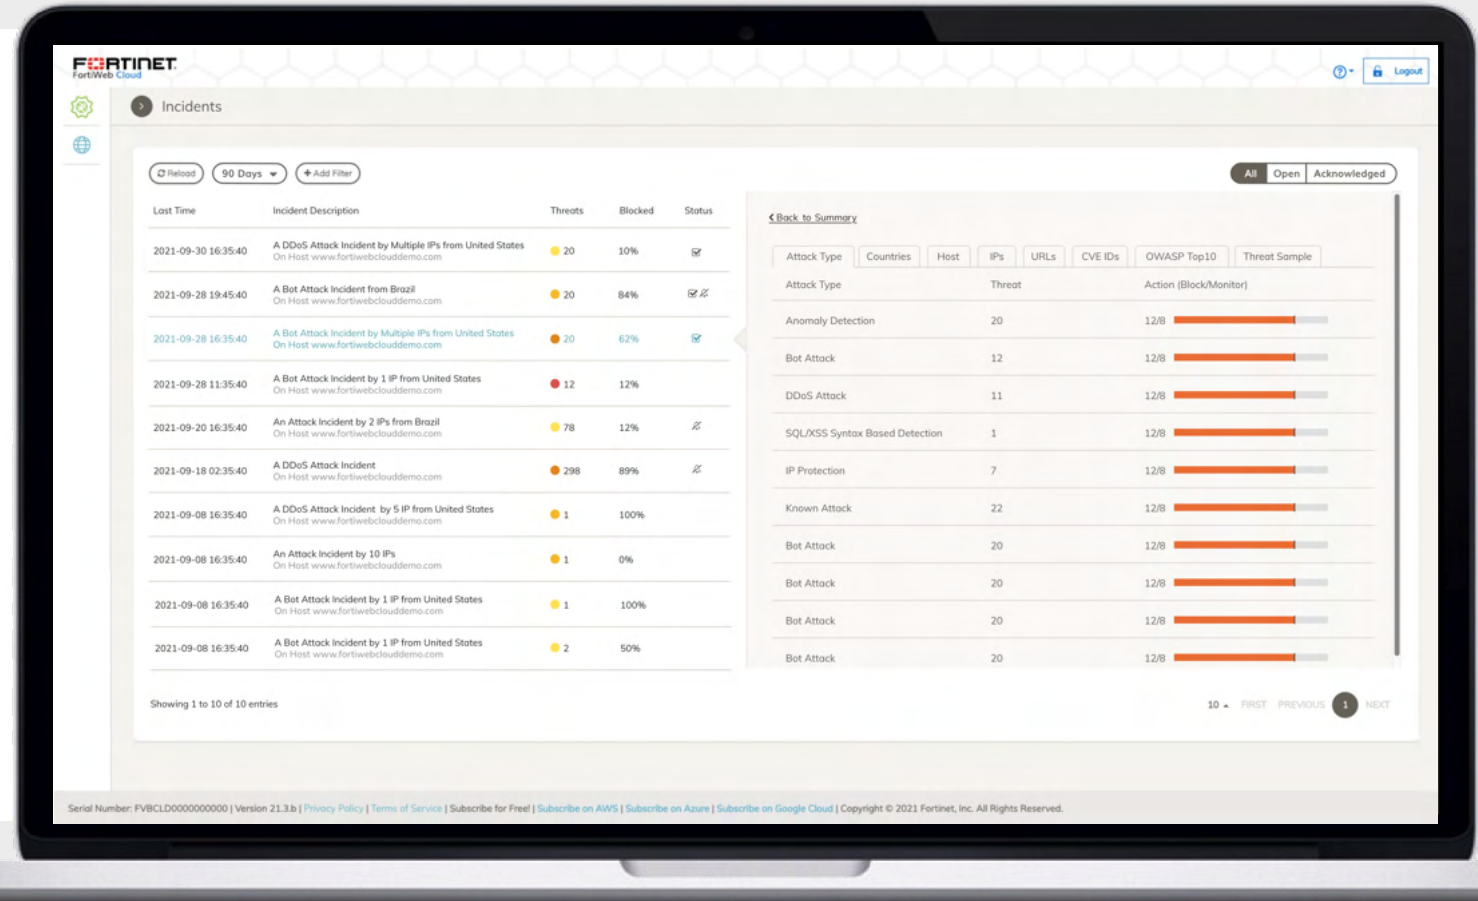 FORTINET
FortiWeb Cloud
Logout
Incidents
Reload 90 Days + Add Filter
All Open Acknowledged
Last Time Incident Description Threats Blocked Status
2021-09-30 16:35:40 A DDoS Attack Incident by Multiple IPs from United States 20 10%
On Host www.fortiwebclouddemo.com
2021-09-28 19:45:40 A Bot Attack Incident from Brazil 20 84%
On Host www.fortiwebclouddemo.com
2021-09-28 16:35:40 A Bot Attack Incident by Multiple IPs from United States 20 62%
On Host www.fortiwebclouddemo.com
2021-09-28 11:35:40 A Bot Attack Incident by 1 IP from United States 12 12%
On Host www.fortiwebclouddemo.com
2021-09-20 16:35:40 An Attack Incident by 2 IPs from Brazil 78 12%
On Host www.fortiwebclouddemo.com
2021-09-18 02:35:40 A DDoS Attack Incident 298 89%
On Host www.fortiwebclouddemo.com
2021-09-08 16:35:40 A DDoS Attack Incident by 5 IP from United States 1 100%
On Host www.fortiwebclouddemo.com
2021-09-08 16:35:40 An Attack Incident by 10 IPs 1 0%
On Host www.fortiwebclouddemo.com
2021-09-08 16:35:40 A Bot Attack Incident by 1 IP from United States 1 100%
On Host www.fortiwebclouddemo.com
2021-09-08 16:35:40 A Bot Attack Incident by 1 IP from United States 2 50%
On Host www.fortiwebclouddemo.com
Back to Summary
Attack Type Countries Host IPs URLs CVE IDs OWASP Top10 Threat Sample
Attack Type Threat Action (Block/Monitor)
Anomaly Detection 20 12/8
Bot Attack 12 12/8
DDoS Attack 11 12/8
SQL/XSS Syntax Based Detection 1 12/8
IP Protection 7 12/8
Known Attack 22 12/8
Bot Attack 20 12/8
Bot Attack 20 12/8
Bot Attack 20 12/8
Bot Attack 20 12/8
Showing 1 to 10 of 10 entries
10 FIRST PREVIOUS 1 NEXT
Serial Number: FVBCLD0000000000 | Version 21.3.b | Privacy Policy | Terms of Service | Subscribe for Free! | Subscribe on AWS | Subscribe on Azure | Subscribe on Google Cloud | Copyright © 2021 Fortinet, Inc. All Rights Reserved.